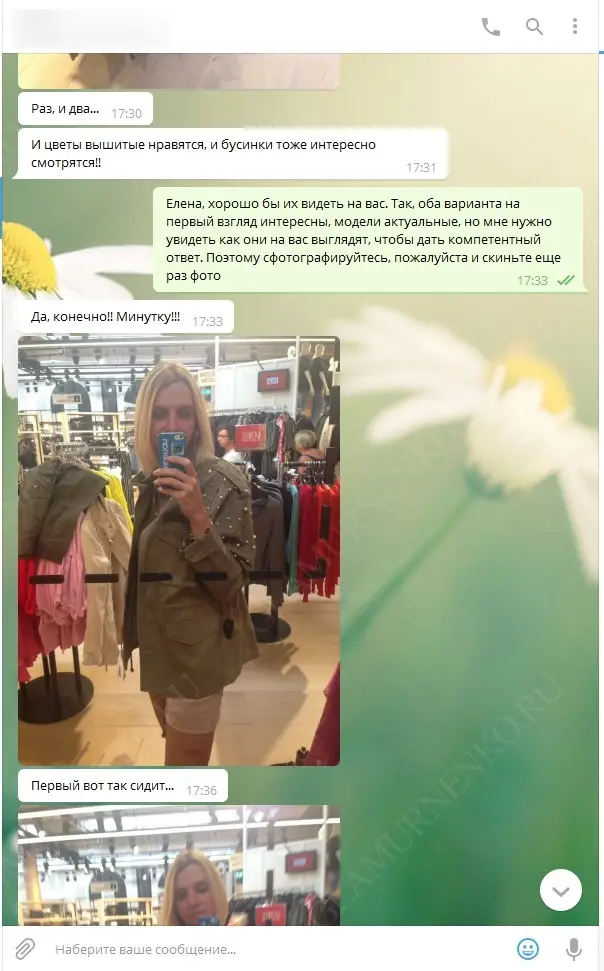 Раз, и два...
17:30
И цветы вышитые нравятся, и бусинки тоже интересно
смотрятся!!
17:31
Елена, хорошо бы их видеть на вас. Так, оба варианта на
первый взгляд интересны, модели актуальные, но мне нужно
увидеть как они на вас выглядят, чтобы дать компетентный
ответ. Поэтому сфотографируйтесь, пожалуйста и скиньте еще
раз фото
17:33
Да, конечно!! Минутку!!!
17:33
Первый вот так сидит...
17:36
AMURNENKO.RU
Наберите ваше сообщение...